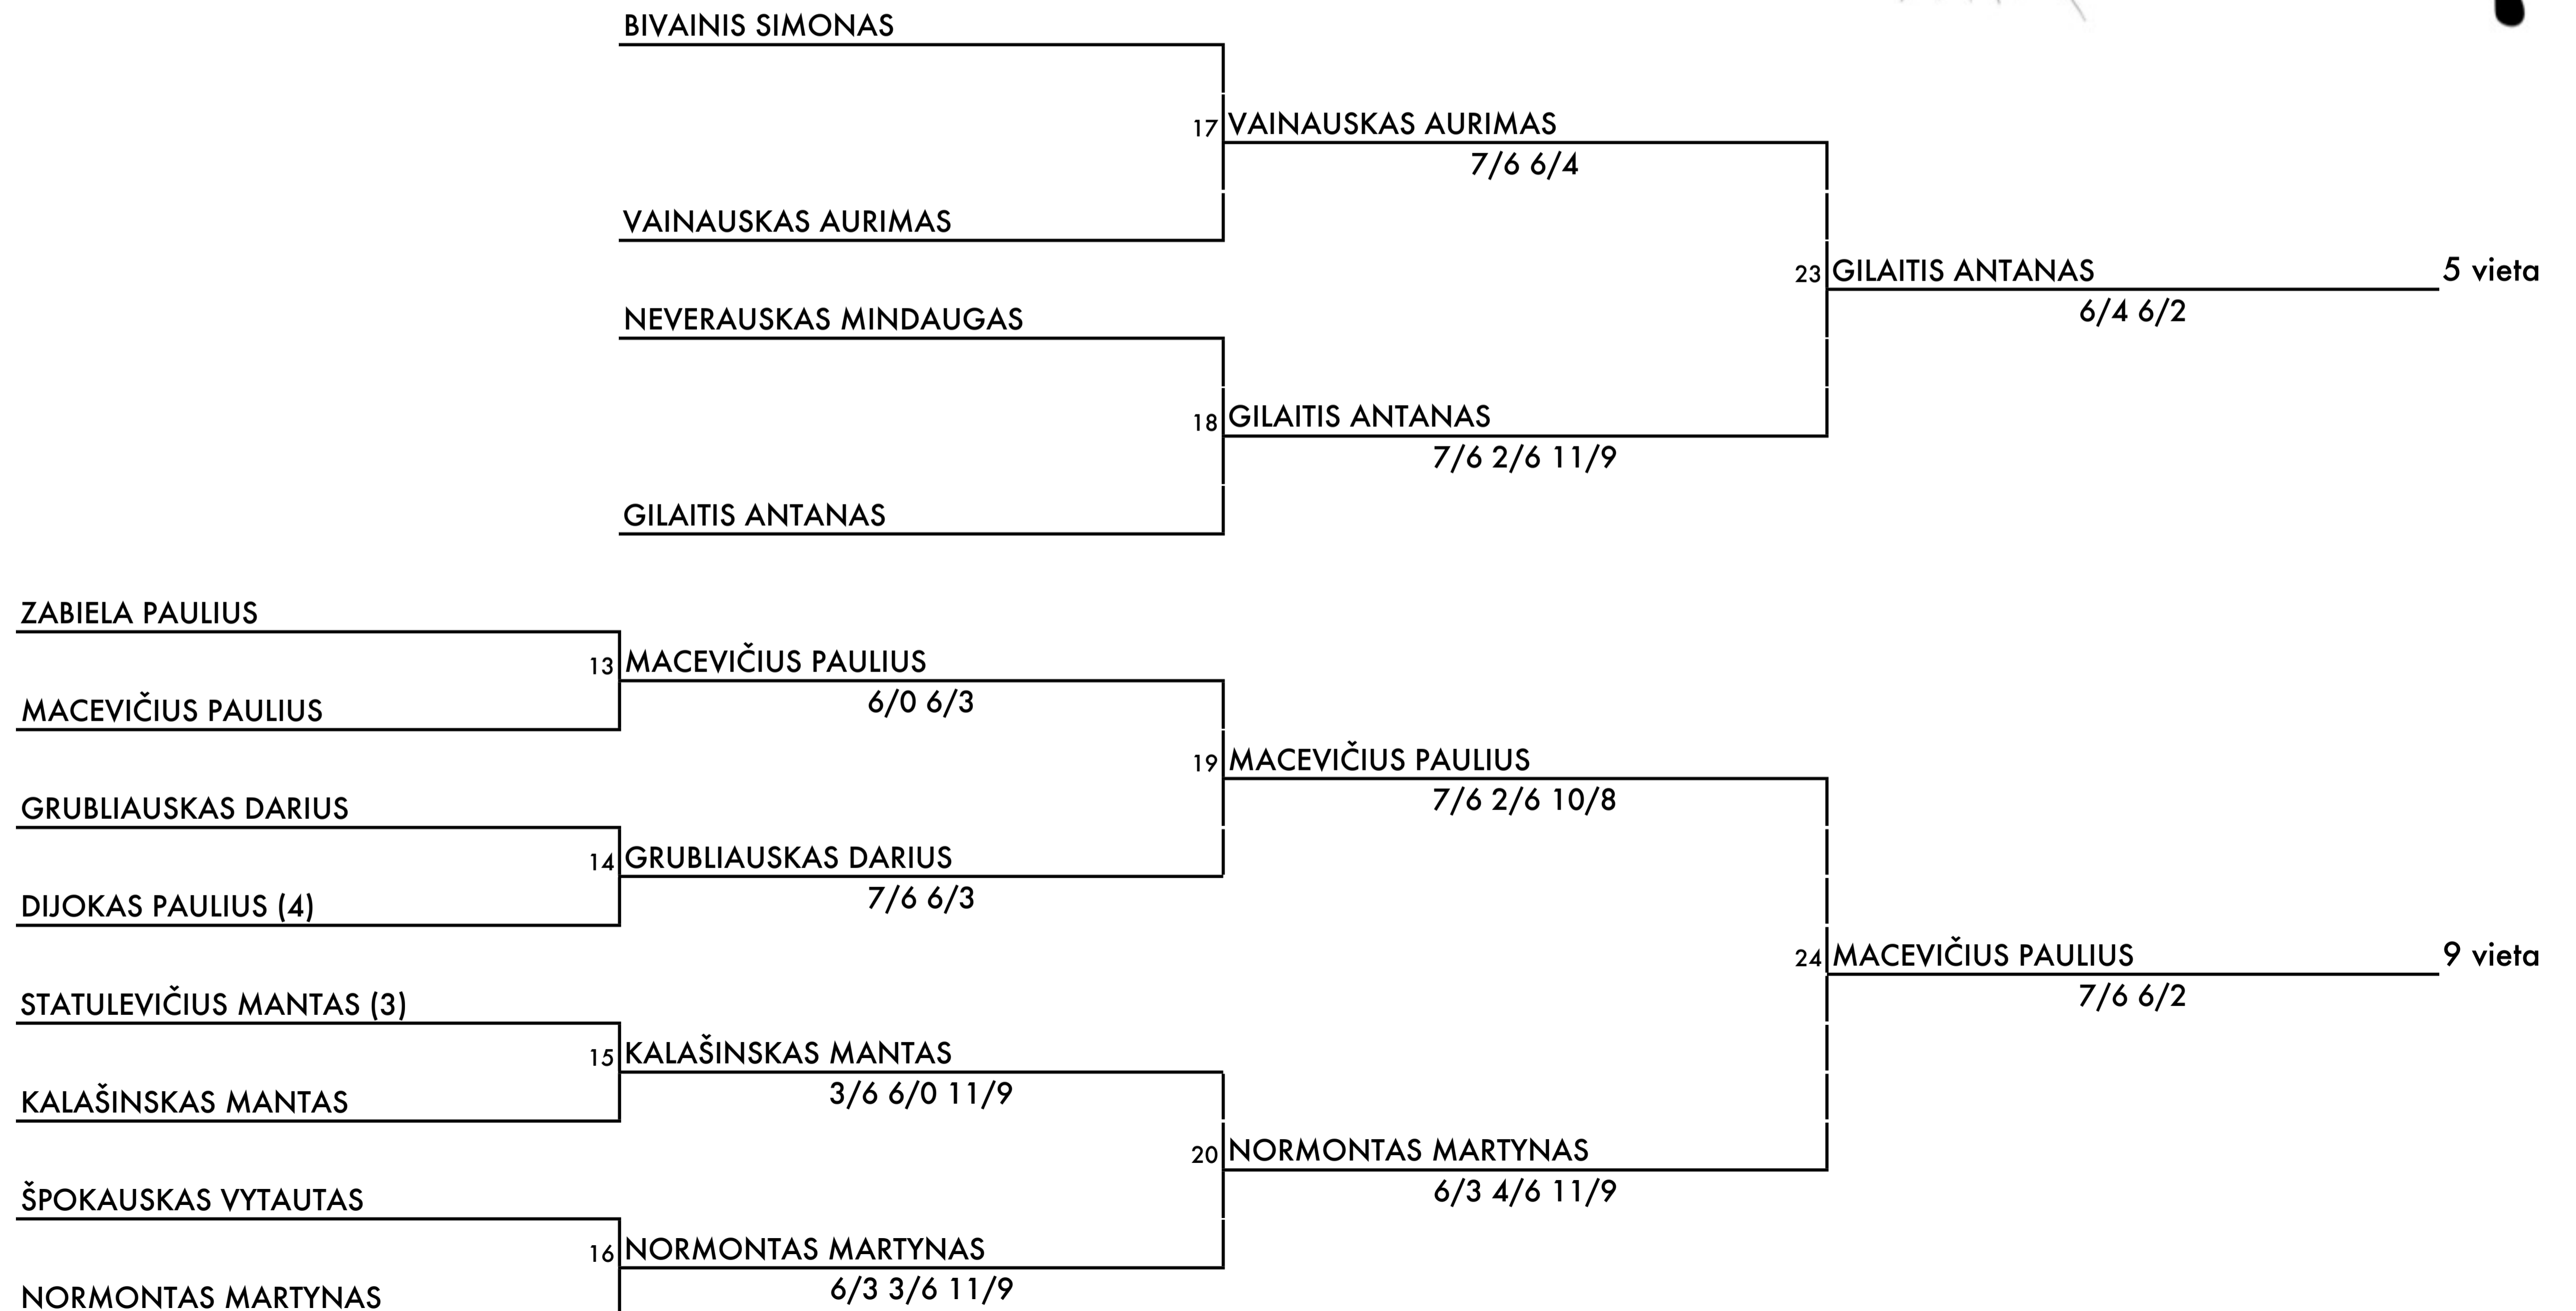 BIVAINIS SIMONAS
17 VAINAUSKAS AURIMAS
7/6 6/4
VAINAUSKAS AURIMAS
23 GILAITIS ANTANAS 5 vieta
6/4 6/2
NEVERAUSKAS MINDAUGAS
18 GILAITIS ANTANAS
7/6 2/6 11/9
GILAITIS ANTANAS
ZABIELA PAULIUS
13 MACEVIČIUS PAULIUS
6/0 6/3
MACEVIČIUS PAULIUS
19 MACEVIČIUS PAULIUS
7/6 2/6 10/8
GRUBLIAUSKAS DARIUS
14 GRUBLIAUSKAS DARIUS
7/6 6/3
DIJOKAS PAULIUS (4)
24 MACEVIČIUS PAULIUS 9 vieta
7/6 6/2
STATULEVIČIUS MANTAS (3)
15 KALAŠINSKAS MANTAS
3/6 6/0 11/9
KALAŠINSKAS MANTAS
20 NORMONTAS MARTYNAS
6/3 4/6 11/9
ŠPOKAUSKAS VYTAUTAS
16 NORMONTAS MARTYNAS
6/3 3/6 11/9
NORMONTAS MARTYNAS